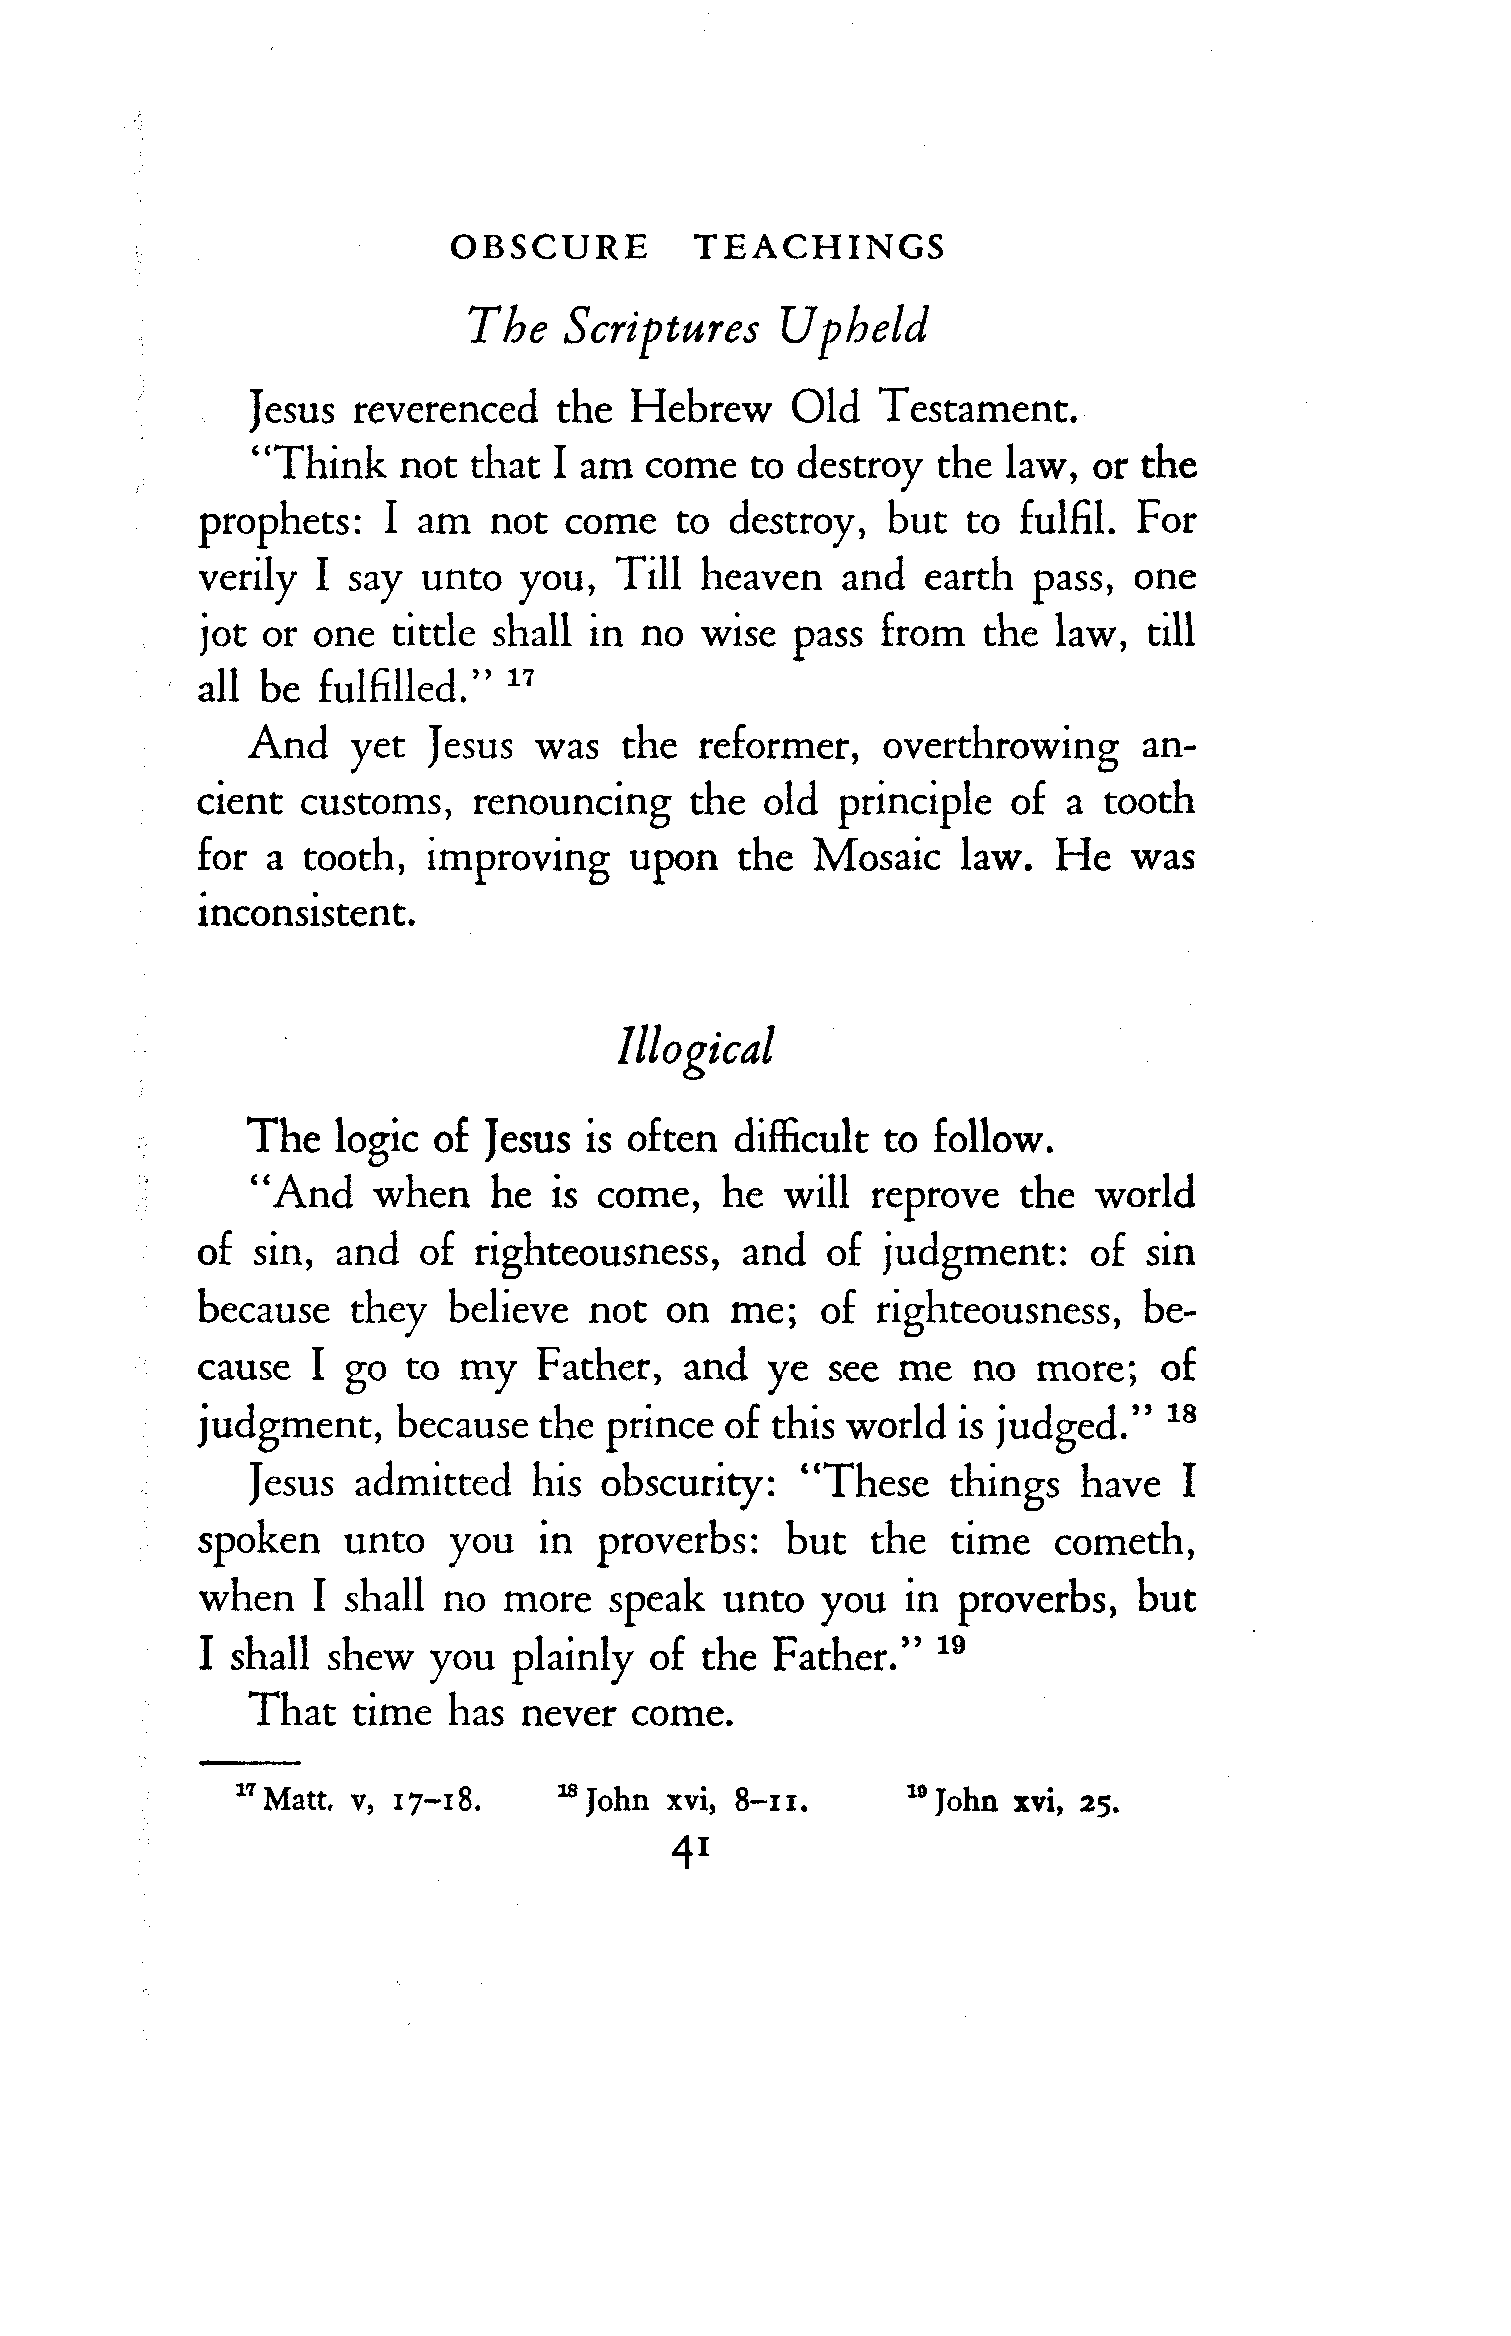 OBSCURE TEACHINGS
The Scriptures Upheld
Jesus reverenced the Hebrew Old Testament.
“Think not that I am come to destroy the law, or the
prophets: I am not come to destroy, but to fulfil. For
verily I say unto you, Till heaven and earth pass, one
jot or one tittle shall in no wise pass from the law, till
all be fulfilled.” 17
And yet Jesus was the reformer, overthrowing an-
cient customs, renouncing the old principle of a tooth
for a tooth, improving upon the Mosaic law. He was
inconsistent.
Illogical
The logic of Jesus is often difficult to follow.
“And when he is come, he will reprove the world
of sin, and of righteousness, and of judgment: of sin
because they believe not on me; of righteousness, be-
cause I go to my Father, and ye see me no more; of
judgment, because the prince of this world is judged.” 18
Jesus admitted his obscurity: “These things have I
spoken unto you in proverbs: but the time cometh,
when I shall no more speak unto you in proverbs, but
I shall shew you plainly of the Father.” 19
That time has never come.
17 Matt. v, 17–18. 18 John xvi, 8–11. 19 John xvi, 25.
41